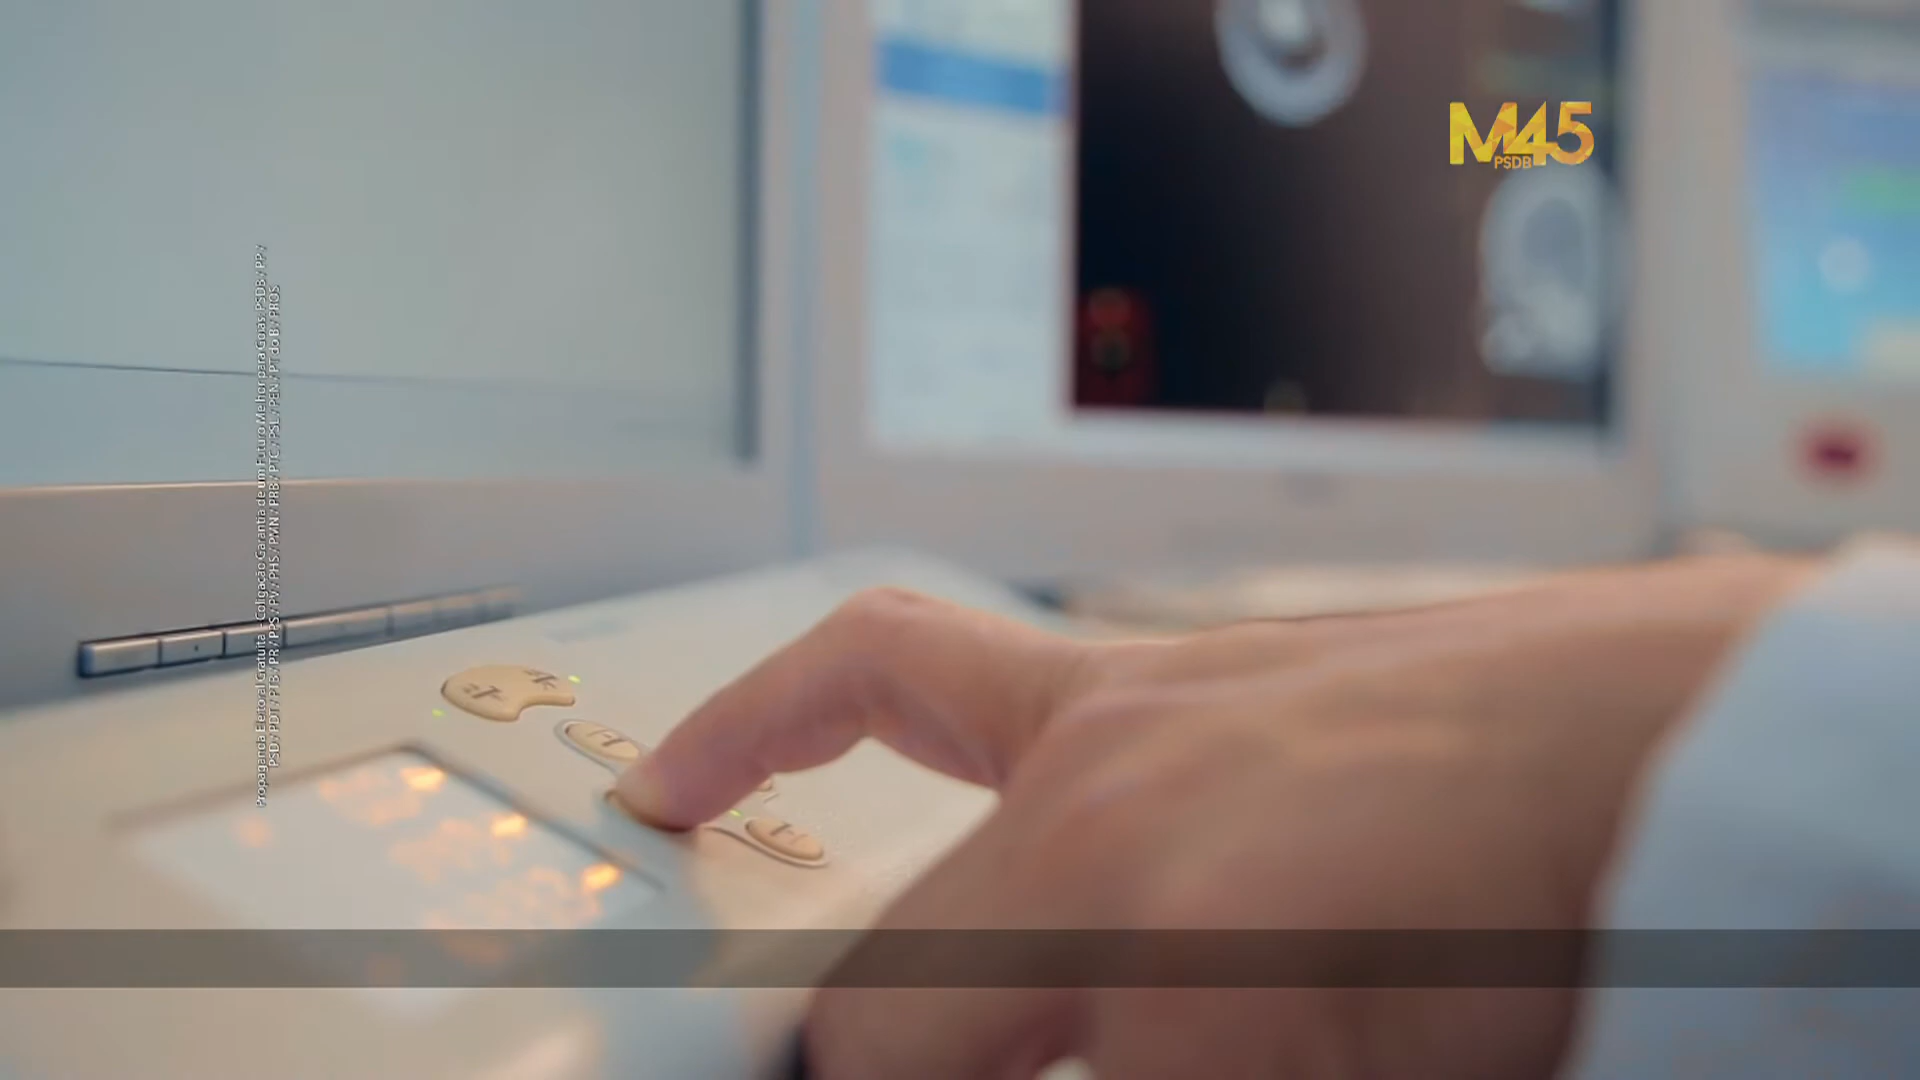 M45
PSDB
Propaganda Eleitoral Gratuita - Coligação Garantia de um Futuro Melhor para Goiás: PSDB / PP /
PSD / PDT / PTB / PR / PPS / PV / PHS / PMN / PRB / PTC / PSL / PEN / PT do B / PROS